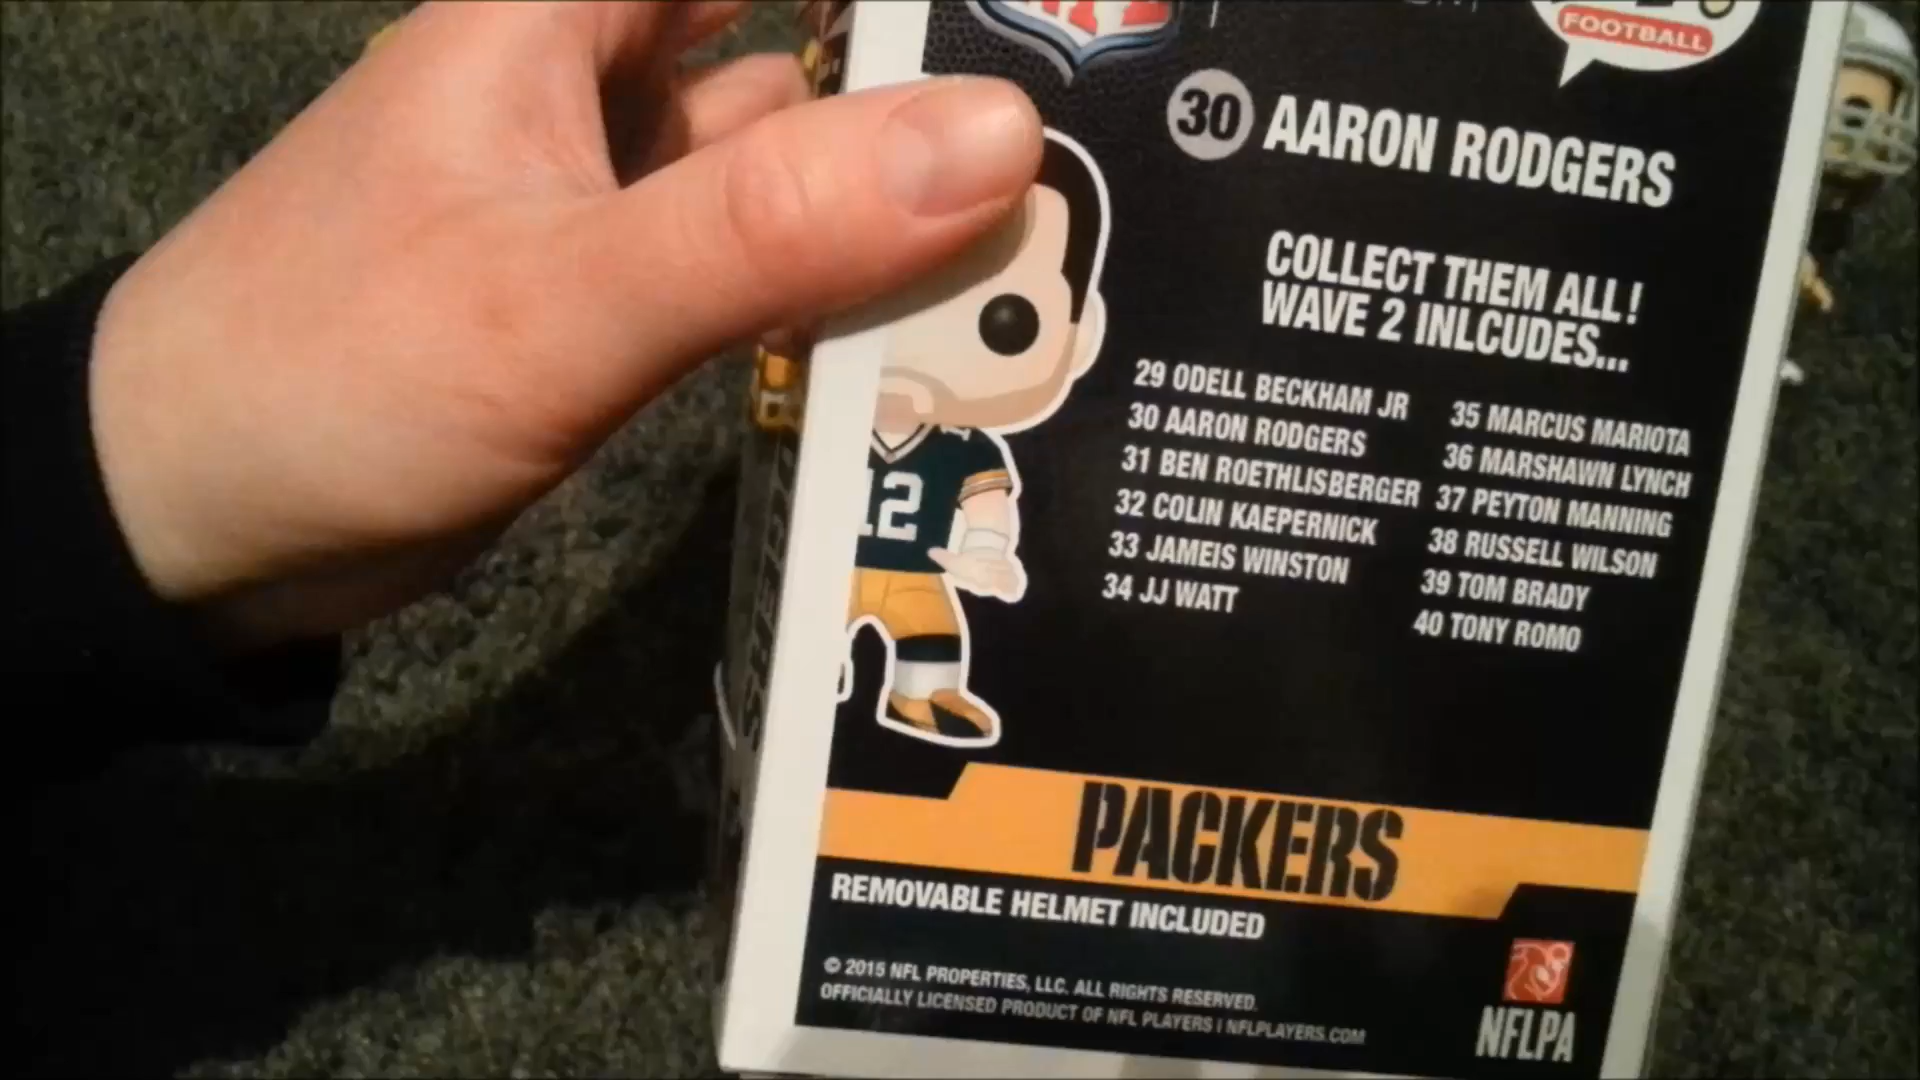 NFL
FOOTBALL
30 AARON RODGERS
COLLECT THEM ALL!
WAVE 2 INLCUDES...
29 ODELL BECKHAM JR
30 AARON RODGERS
31 BEN ROETHLISBERGER
32 COLIN KAEPERNICK
33 JAMEIS WINSTON
34 JJ WATT
35 MARCUS MARIOTA
36 MARSHAWN LYNCH
37 PEYTON MANNING
38 RUSSELL WILSON
39 TOM BRADY
40 TONY ROMO
12
PACKERS
REMOVABLE HELMET INCLUDED
© 2015 NFL PROPERTIES, LLC. ALL RIGHTS RESERVED.
OFFICIALLY LICENSED PRODUCT OF NFL PLAYERS | NFLPLAYERS.COM
NFLPA